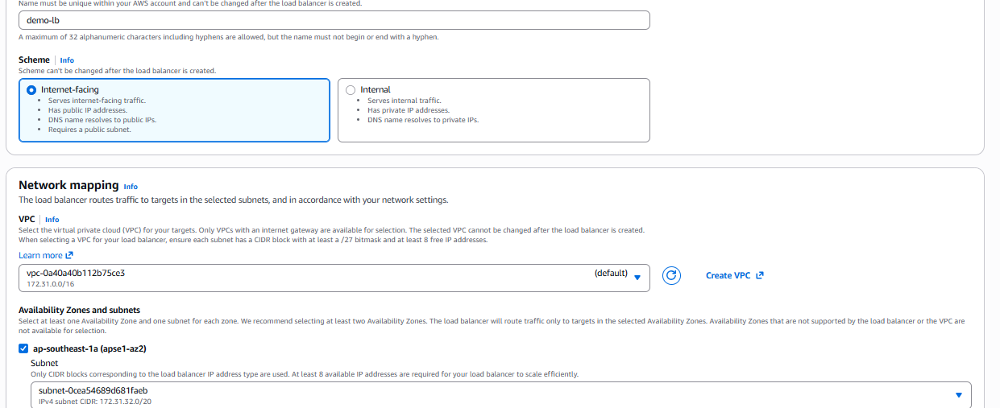 Name must be unique within your AWS account and can't be changed after the load balancer is created.
demo-lb
A maximum of 32 alphanumeric characters including hyphens are allowed, but the name must not begin or end with a hyphen.
Scheme Info
Scheme can't be changed after the load balancer is created.
Internet-facing
• Serves internet-facing traffic.
• Has public IP addresses.
• DNS name resolves to public IPs.
• Requires a public subnet.
Internal
• Serves internal traffic.
• Has private IP addresses.
• DNS name resolves to private IPs.
Network mapping Info
The load balancer routes traffic to targets in the selected subnets, and in accordance with your network settings.
VPC Info
Select the virtual private cloud (VPC) for your targets. Only VPCs with an internet gateway are available for selection. The selected VPC cannot be changed after the load balancer is created.
When selecting a VPC for your load balancer, ensure each subnet has a CIDR block with at least a /27 bitmask and at least 8 free IP addresses.
Learn more
vpc-0a40a40b112b75ce3 (default)
172.31.0.0/16
Create VPC
Availability Zones and subnets
Select at least one Availability Zone and one subnet for each zone. We recommend selecting at least two Availability Zones. The load balancer will route traffic only to targets in the selected Availability Zones. Availability Zones that are not supported by the load balancer or the VPC are
not available for selection.
ap-southeast-1a (apse1-az2)
Subnet
Only CIDR blocks corresponding to the load balancer IP address type are used. At least 8 available IP addresses are required for your load balancer to scale efficiently.
subnet-0cea54689d681faeb
IPv4 subnet CIDR: 172.31.32.0/20